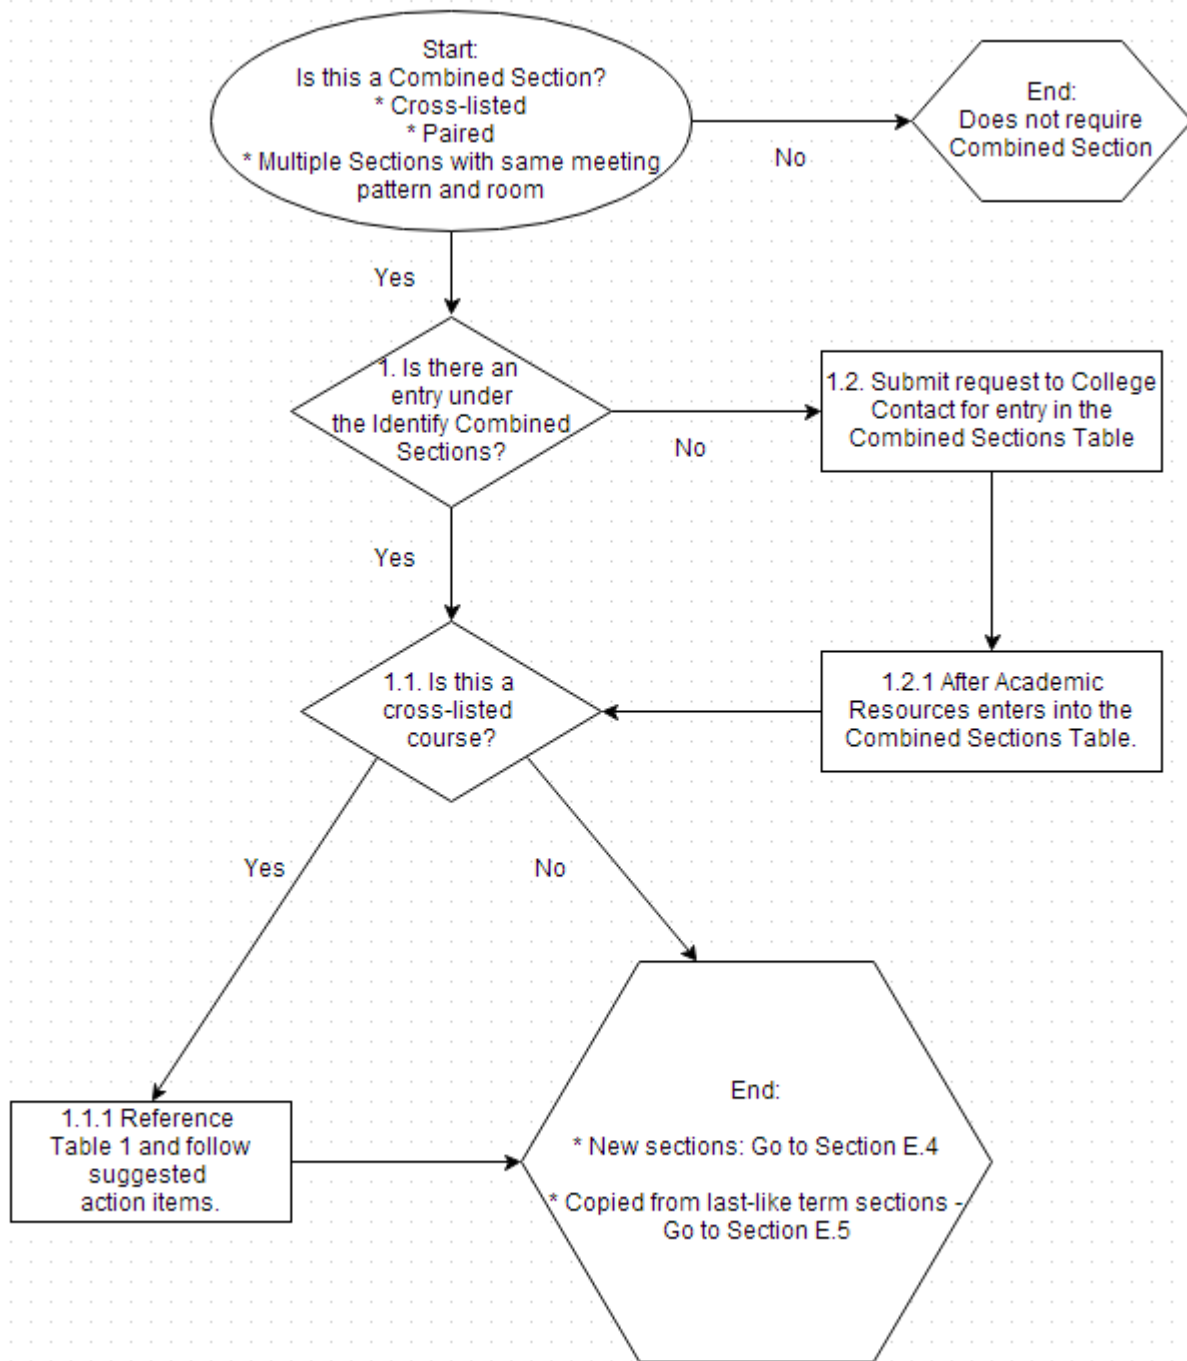 Start:
Is this a Combined Section?
* Cross-listed
* Paired
* Multiple Sections with same meeting
pattern and room
No
End:
Does not require
Combined Section
Yes
1. Is there an
entry under
the Identify Combined
Sections?
No
1.2. Submit request to College
Contact for entry in the
Combined Sections Table
Yes
1.1. Is this a
cross-listed
course?
1.2.1 After Academic
Resources enters into the
Combined Sections Table.
Yes
No
1.1.1 Reference
Table 1 and follow
suggested
action items.
End:
* New sections: Go to Section E.4
* Copied from last-like term sections -
Go to Section E.5